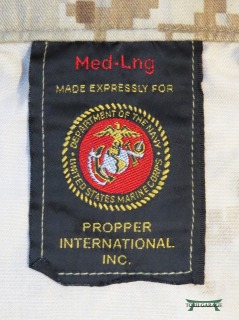 Med-Lng
MADE EXPRESSLY FOR
DEPARTMENT OF THE NAVY
UNITED STATES MARINE CORPS
PROPPER
INTERNATIONAL
INC.